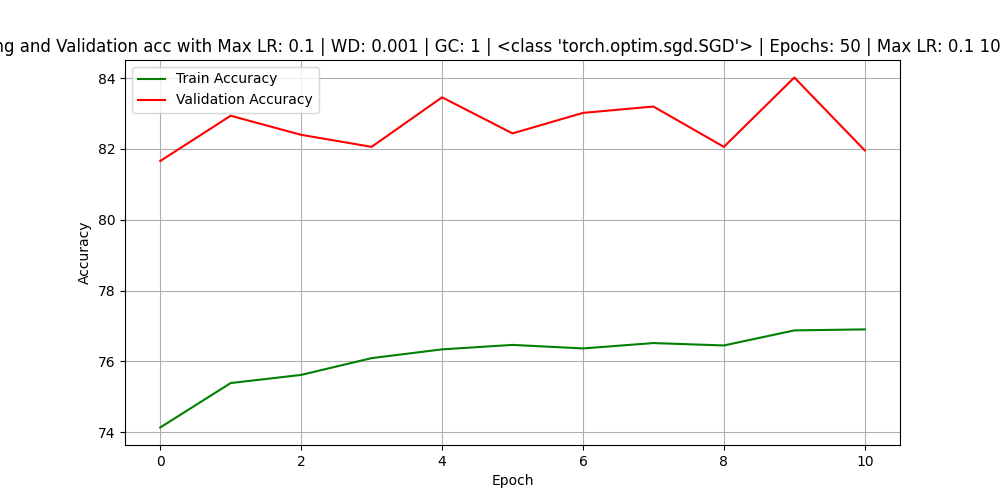 ng and Validation acc with Max LR: 0.1 | WD: 0.001 | GC: 1 | <class 'torch.optim.sgd.SGD'> | Epochs: 50 | Max LR: 0.1 10
Train Accuracy
Validation Accuracy
84
82
80
78
76
74
Accuracy
0 2 4 6 8 10
Epoch